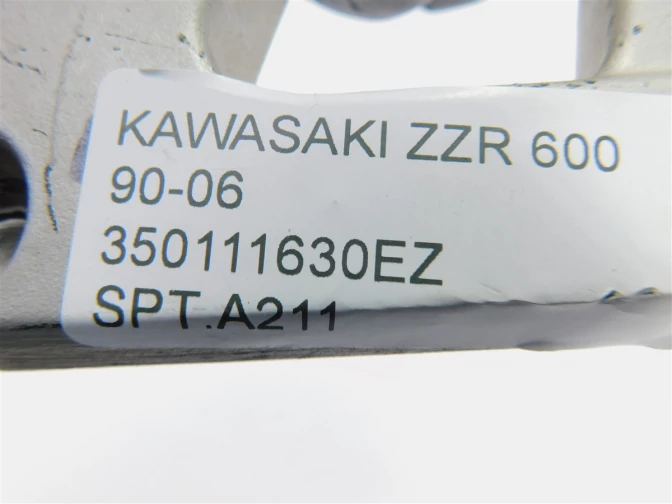 KAWASAKI ZZR 600
90-06
350111630EZ
SPT.A211